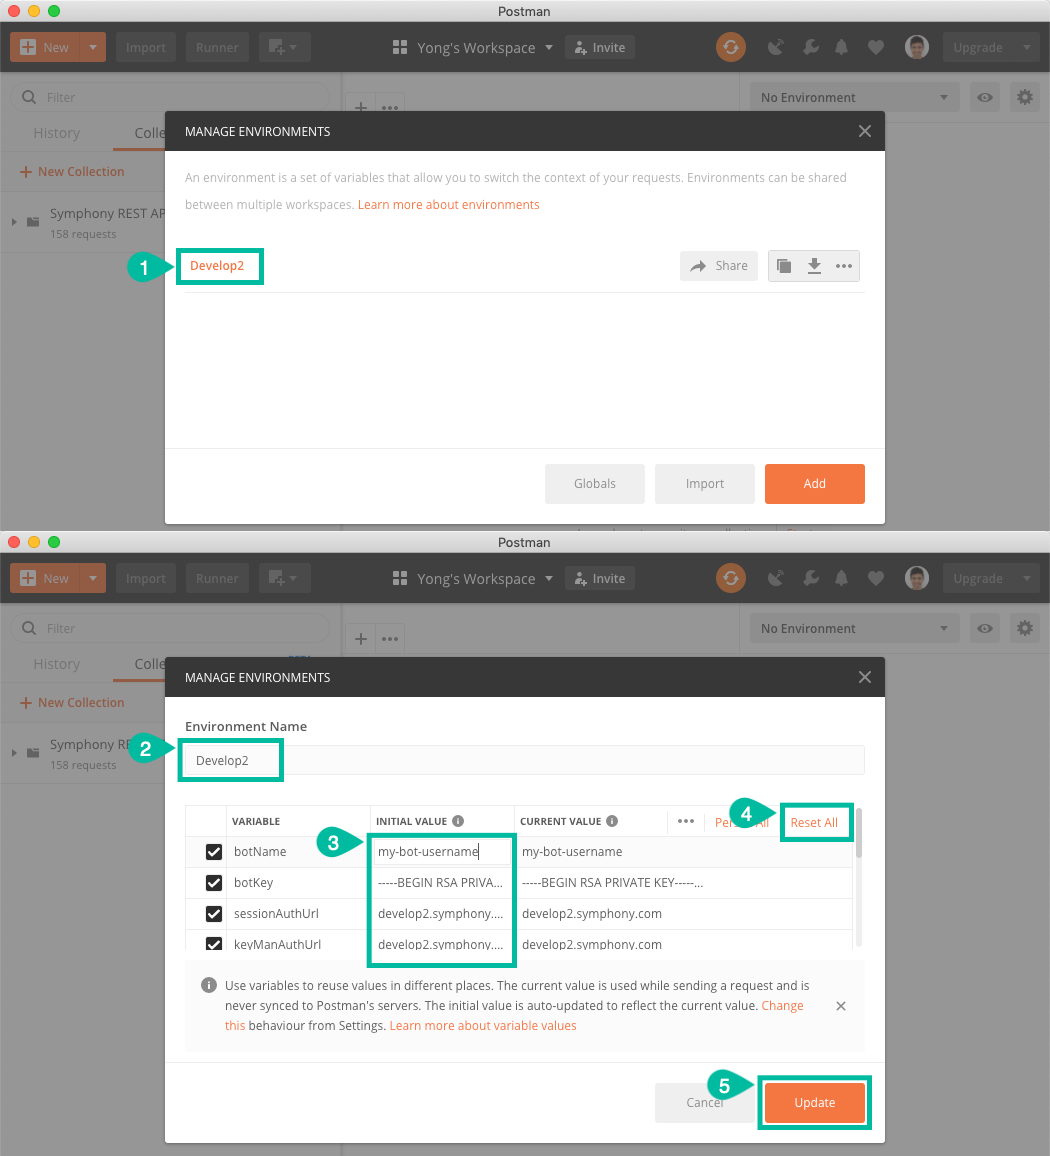 Postman
New
Import
Runner
Yong's Workspace
Invite
Upgrade
Filter
No Environment
History
Colle
MANAGE ENVIRONMENTS
New Collection
An environment is a set of variables that allow you to switch the context of your requests. Environments can be shared
between multiple workspaces. Learn more about environments
Symphony REST AP
158 requests
1
Develop2
Share
Globals
Import
Add
Postman
New
Import
Runner
Yong's Workspace
Invite
Upgrade
Filter
No Environment
History
Colle
MANAGE ENVIRONMENTS
New Collection
Environment Name
Symphony RE
158 requests
2
Develop2
VARIABLE
INITIAL VALUE
CURRENT VALUE
4
Reset All
3
botName
my-bot-username
my-bot-username
botKey
-----BEGIN RSA PRIVA...
-----BEGIN RSA PRIVATE KEY-----...
sessionAuthUrl
develop2.symphony....
develop2.symphony.com
keyManAuthUrl
develop2.symphony....
develop2.symphony.com
Use variables to reuse values in different places. The current value is used while sending a request and is
never synced to Postman's servers. The initial value is auto-updated to reflect the current value. Change
this behaviour from Settings. Learn more about variable values
5
Cancel
Update